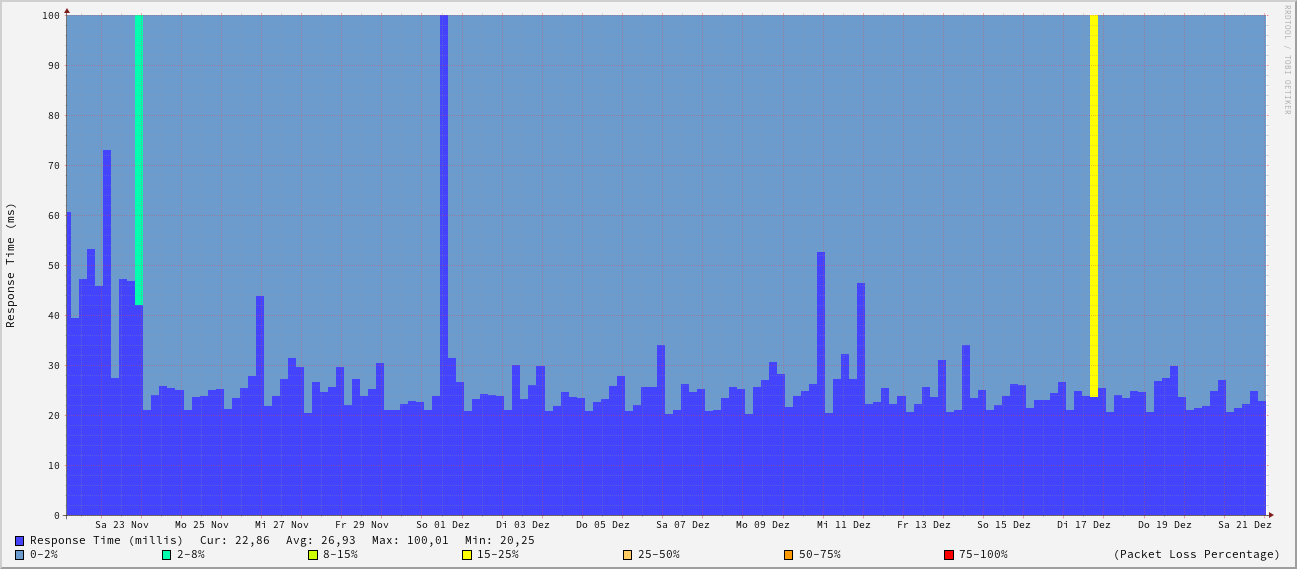 RRDTOOL / TOBI OETIKER
Response Time (ms)
100
90
80
70
60
50
40
30
20
10
0
Sa 23 Nov Mo 25 Nov Mi 27 Nov Fr 29 Nov So 01 Dez Di 03 Dez Do 05 Dez Sa 07 Dez Mo 09 Dez Mi 11 Dez Fr 13 Dez So 15 Dez Di 17 Dez Do 19 Dez Sa 21 Dez
Response Time (millis) Cur: 22,86 Avg: 26,93 Max: 100,01 Min: 20,25
0-2% 2-8% 8-15% 15-25% 25-50% 50-75% 75-100% (Packet Loss Percentage)